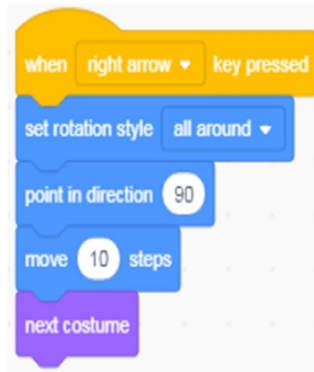 when right arrow key pressed
set rotation style all around
point in direction 90
move 10 steps
next costume